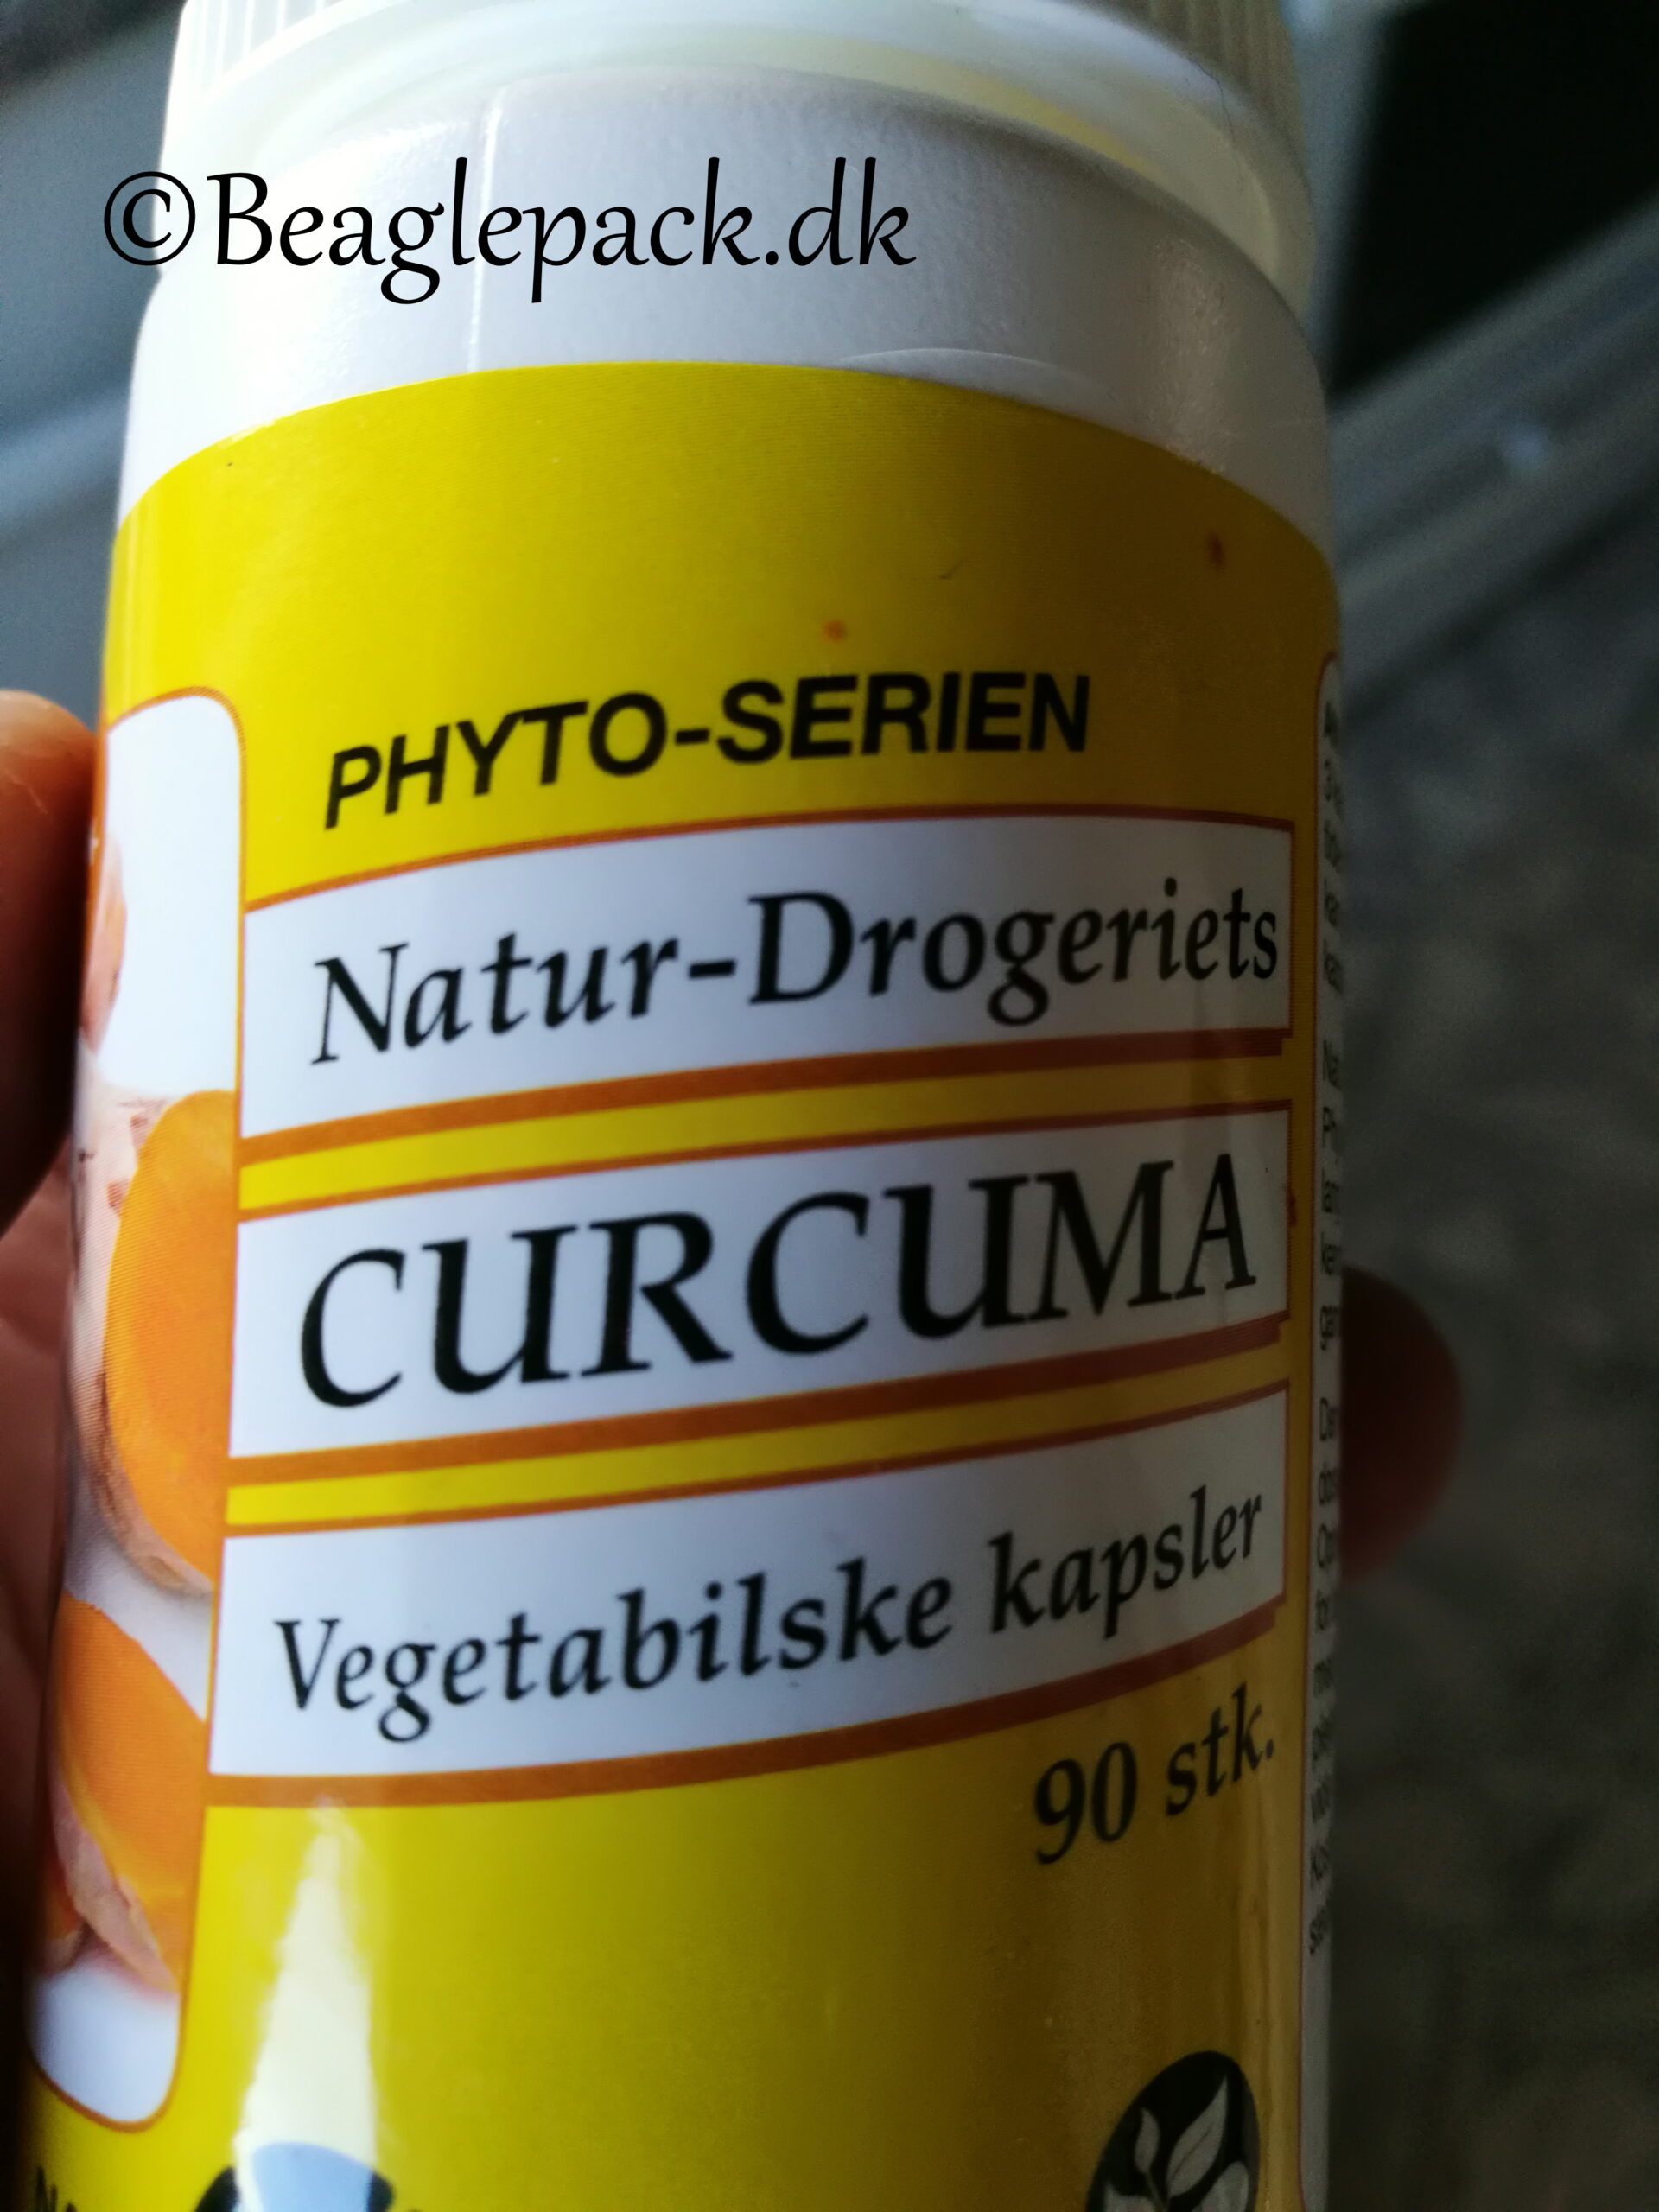 ©Beaglepack.dk
PHYTO-SERIEN
Natur-Drogeriets
CURCUMA
Vegetabilske kapsler
90 stk.